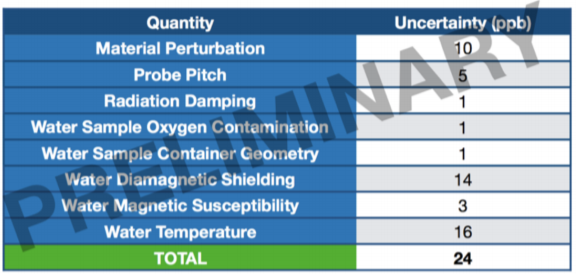 Quantity Uncertainty (ppb)
Material Perturbation 10
Probe Pitch 5
Radiation Damping 1
Water Sample Oxygen Contamination 1
Water Sample Container Geometry 1
Water Diamagnetic Shielding 14
Water Magnetic Susceptibility 3
Water Temperature 16
TOTAL 24
PRELIMINARY